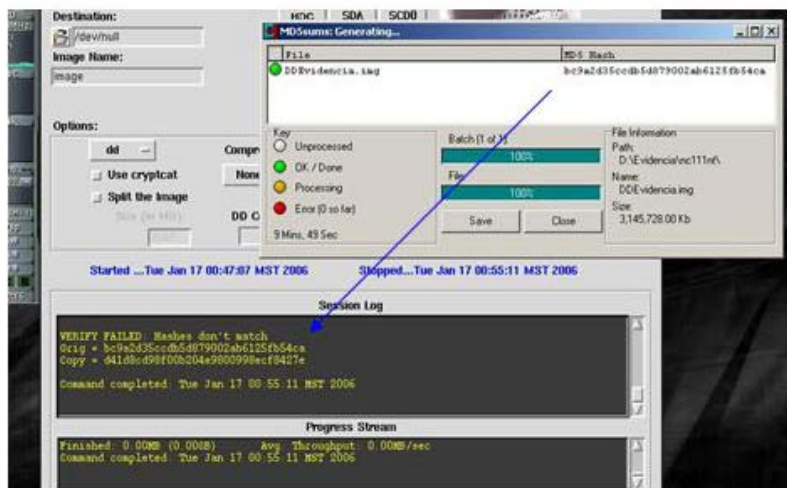 Destination:
/dev/null
Image Name:
image
HDC SDA SCD0
MD5sums: Generating...
File MD5 Hash
DDEvidencia.img bc9a2d35ccdb5d879002ab6125fb54ca
Options:
dd
Compre
Use cryptcat
None
Split the Image
DD C
Key
Unprocessed
OK / Done
Processing
Error (0 so far)
9 Mins, 49 Sec
Batch (1 of 1)
100%
File
100%
Save Close
File Information
Path:
D:\Evidencia\nc111nt\
Name:
DDEvidencia.img
Size:
3,145,728.00 Kb
Started ...Tue Jan 17 00:47:07 MST 2006 Stopped...Tue Jan 17 00:55:11 MST 2006
Session Log
VERIFY FAILED: Hashes don't match
Orig = bc9a2d35ccdb5d879002ab6125fb54ca
Copy = d41d8cd98f00b204e9800998ecf8427e
Command completed: Tue Jan 17 00:55:11 MST 2006
Progress Stream
Finished: 0.00MB (0.00GB) Avg Throughput: 0.00MB/sec
Command completed: Tue Jan 17 00:55:11 MST 2006